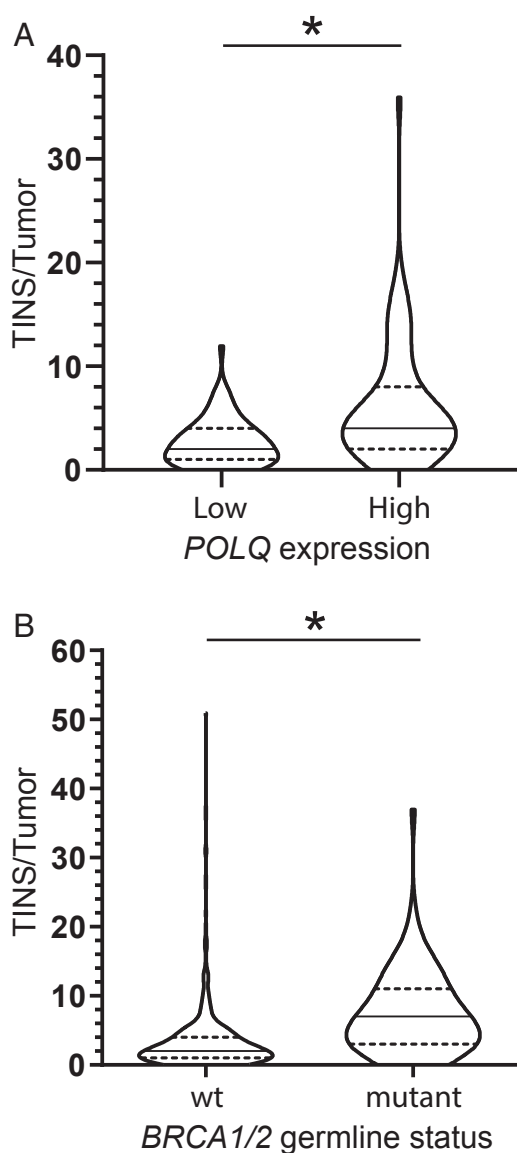 A
*
40
30
20
10
0
TINS/Tumor
Low High
POLQ expression
B
*
60
50
40
30
20
10
0
TINS/Tumor
wt mutant
BRCA1/2 germline status